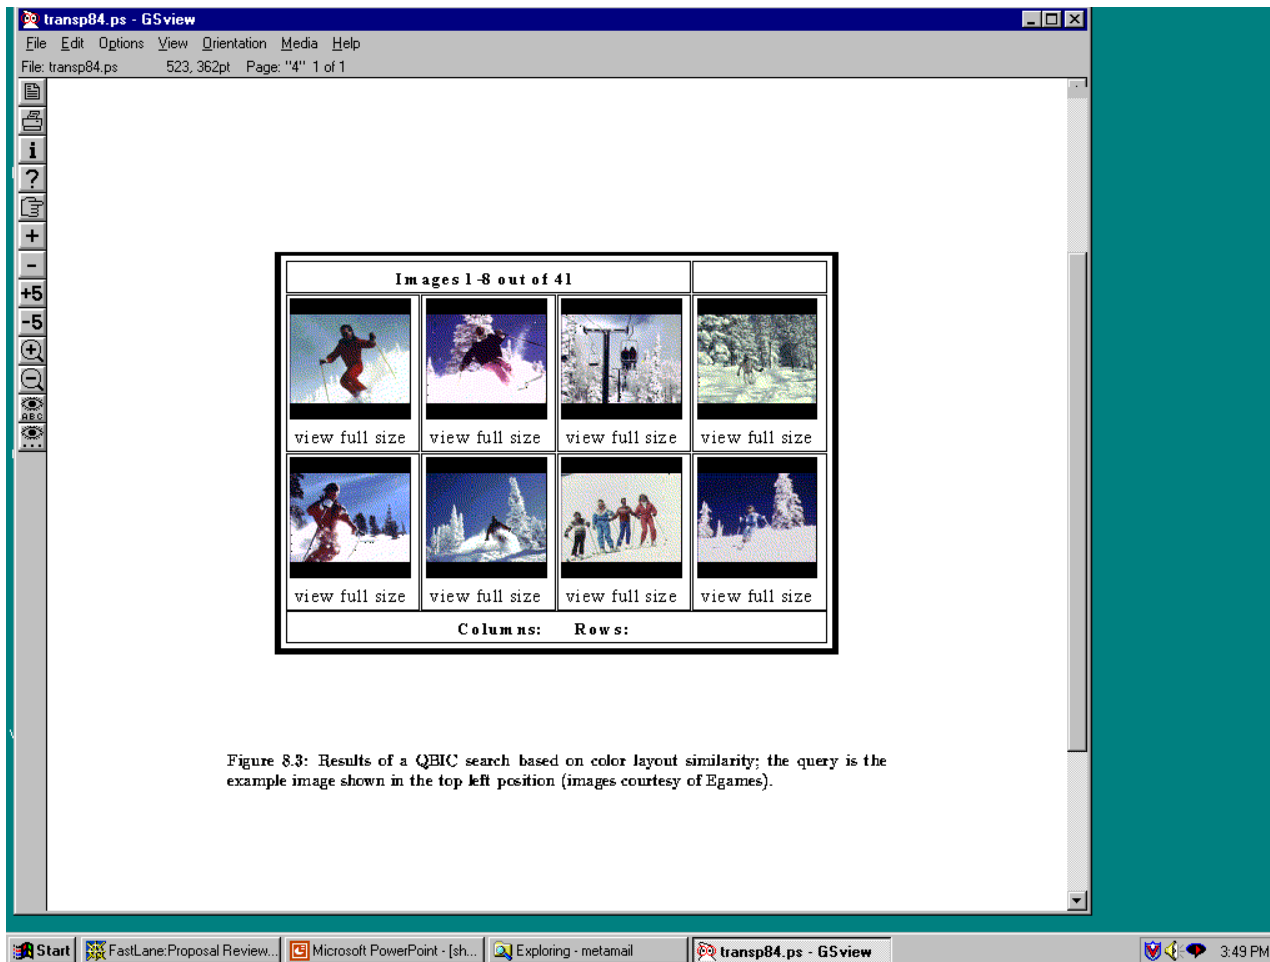 transp84.ps - GSview
File Edit Options View Orientation Media Help
File: transp84.ps 523, 362pt Page: "4" 1 of 1
i
?
+
-
+5
-5
ABC
Images 1-8 out of 41
view full size view full size view full size view full size
view full size view full size view full size view full size
Columns: Rows:
Figure 8.3: Results of a QBIC search based on color layout similarity; the query is the
example image shown in the top left position (images courtesy of Egames).
Start FastLane:Proposal Review... Microsoft PowerPoint - [sh... Exploring - metamail transp84.ps - GSview 3:49 PM